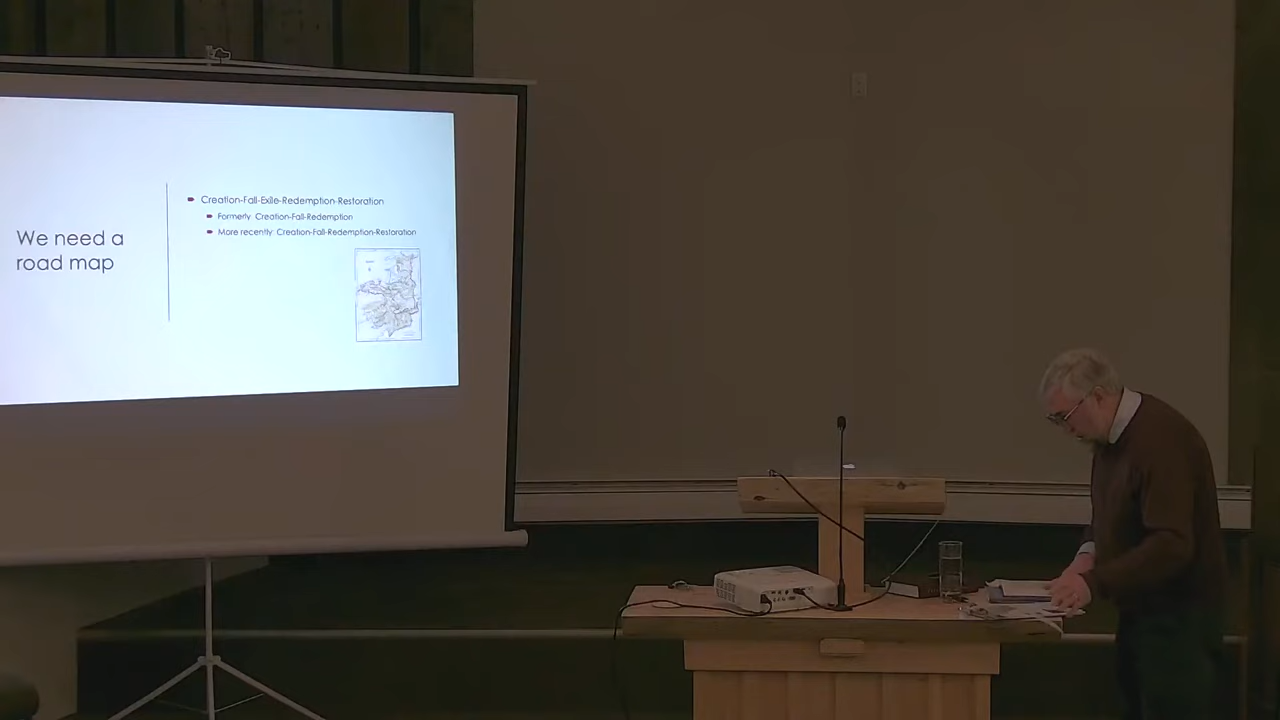 We need a
road map
Creation-Fall-Exile-Redemption-Restoration
Formerly Creation-Fall-Redemption
More recently Creation-Fall-Redemption-Restoration